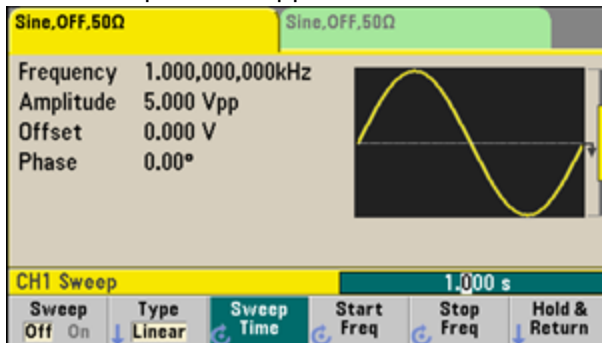 Sine,OFF,50Ω
Sine,OFF,50Ω
Frequency 1.000,000,000kHz
Amplitude 5.000 Vpp
Offset 0.000 V
Phase 0.00°
CH1 Sweep 1.000 s
Sweep Off On
Type Linear
Sweep Time
Start Freq
Stop Freq
Hold & Return